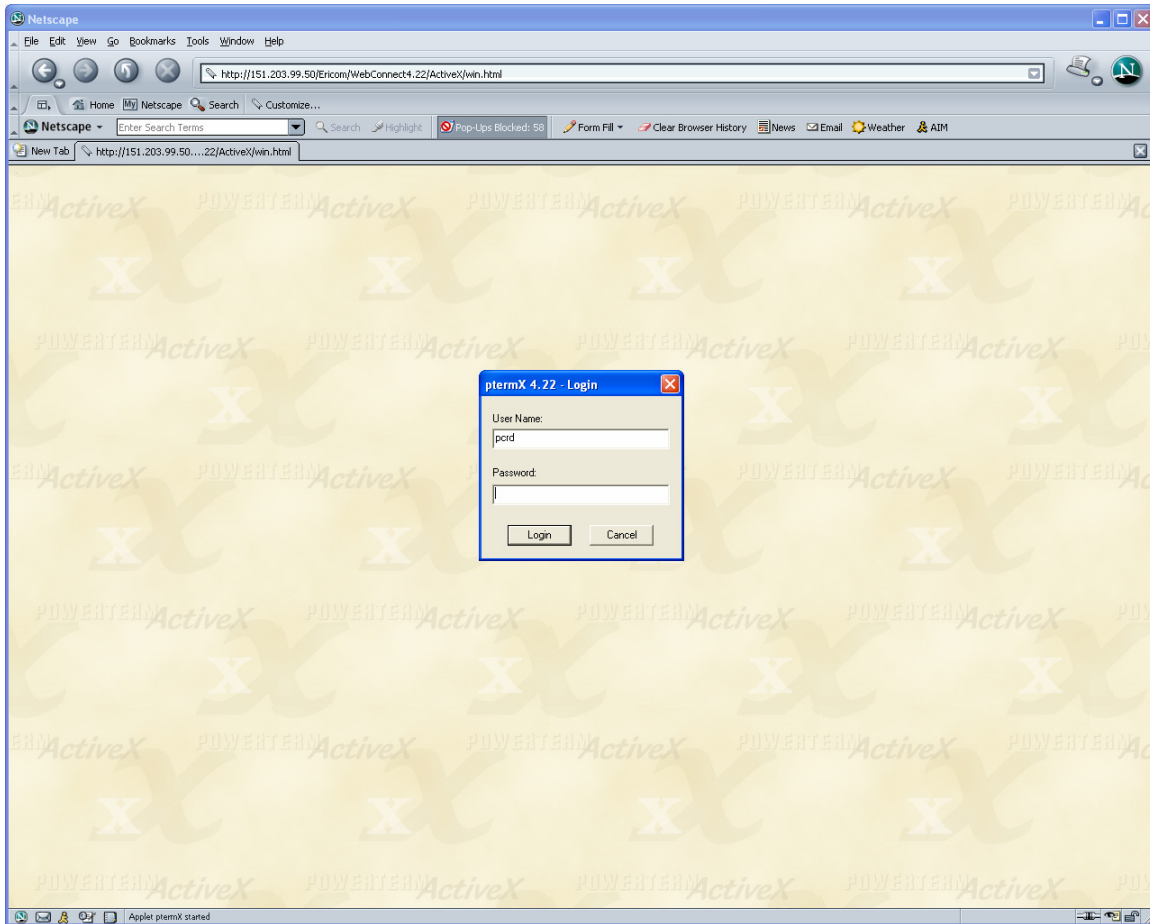 Netscape
File Edit View Go Bookmarks Tools Window Help
http://151.203.99.50/Ericom/WebConnect4.22/ActiveX/win.html
N
Home My Netscape Search Customize...
Netscape Enter Search Terms Search Highlight Pop-Ups Blocked: 58 Form Fill Clear Browser History News Email Weather AIM
New Tab http://151.203.99.50....22/ActiveX/win.html
POWERTERM ActiveX
ptermX 4.22 - Login
User Name:
pcrd
Password:
Login Cancel
Applet ptermX started